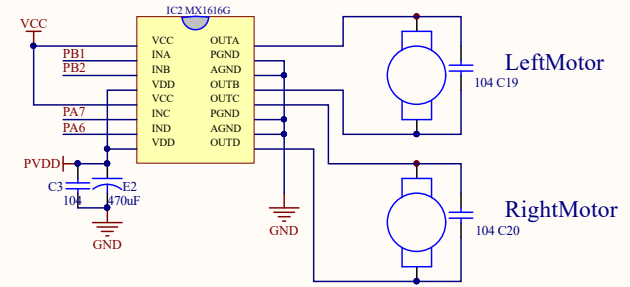 IC2 MX1616G
VCC
VCC OUTA
PB1 INA PGND
PB2 INB AGND
VDD OUTB
VCC OUTC
PA7 INC PGND
PA6 IND AGND
VDD OUTD
LeftMotor
104 C19
PVDD
C3 E2
104 470uF
GND
GND
RightMotor
104 C20